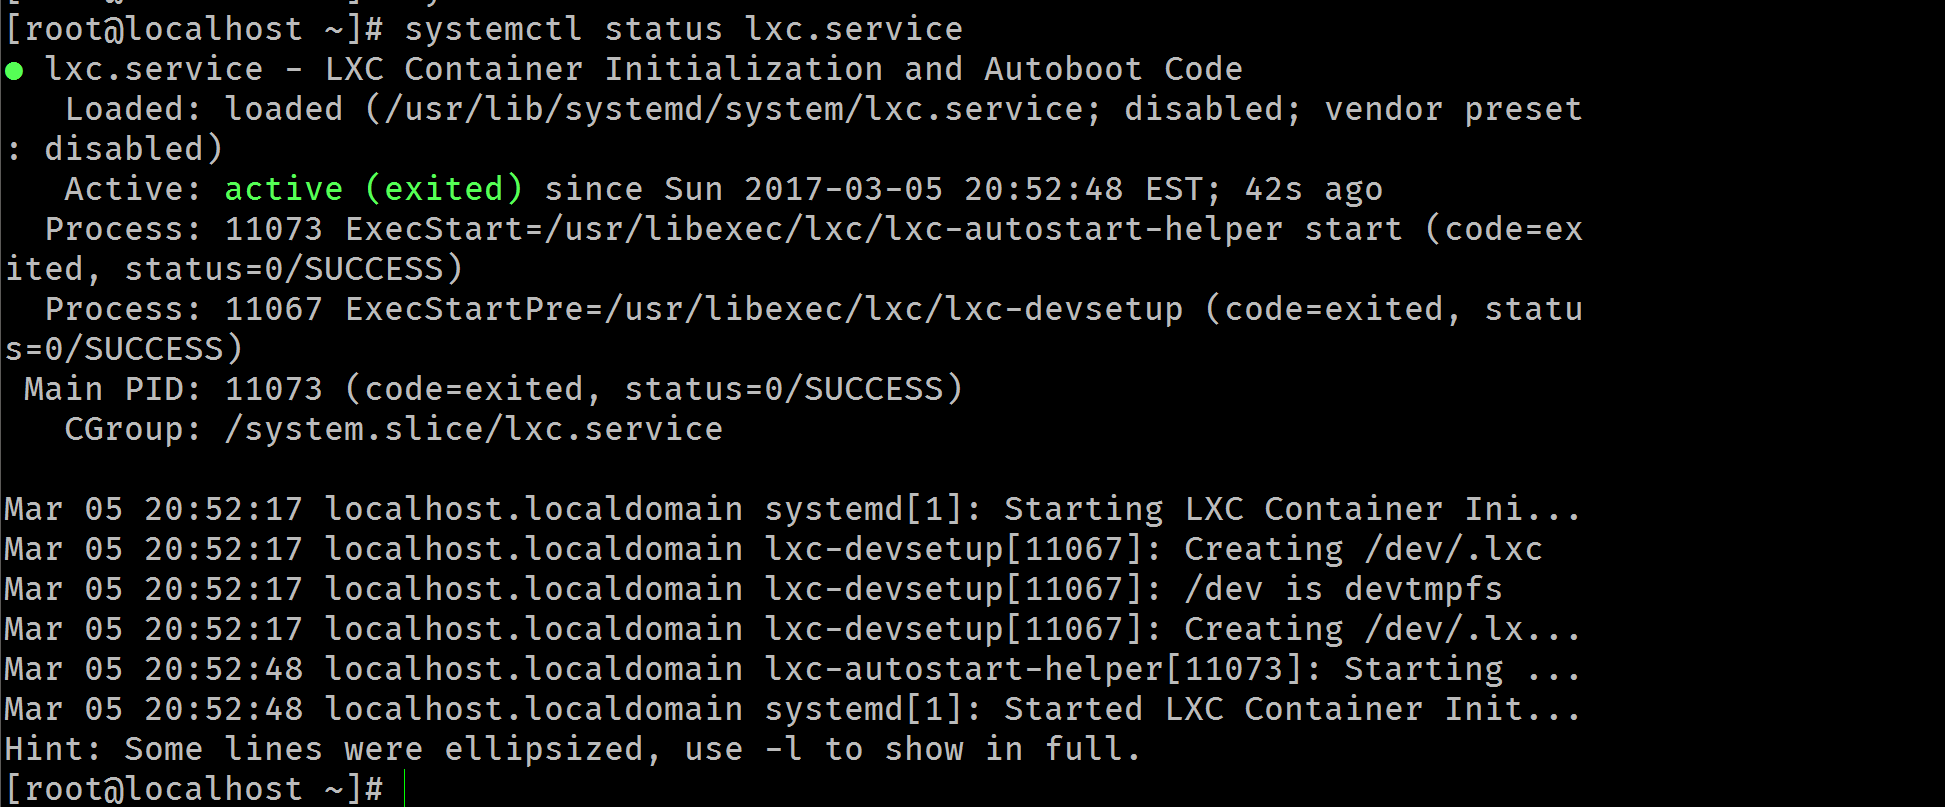 [root@localhost ~]# systemctl status lxc.service
● lxc.service - LXC Container Initialization and Autoboot Code
   Loaded: loaded (/usr/lib/systemd/system/lxc.service; disabled; vendor preset
: disabled)
   Active: active (exited) since Sun 2017-03-05 20:52:48 EST; 42s ago
  Process: 11073 ExecStart=/usr/libexec/lxc/lxc-autostart-helper start (code=ex
ited, status=0/SUCCESS)
  Process: 11067 ExecStartPre=/usr/libexec/lxc/lxc-devsetup (code=exited, statu
s=0/SUCCESS)
 Main PID: 11073 (code=exited, status=0/SUCCESS)
   CGroup: /system.slice/lxc.service

Mar 05 20:52:17 localhost.localdomain systemd[1]: Starting LXC Container Ini...
Mar 05 20:52:17 localhost.localdomain lxc-devsetup[11067]: Creating /dev/.lxc
Mar 05 20:52:17 localhost.localdomain lxc-devsetup[11067]: /dev is devtmpfs
Mar 05 20:52:17 localhost.localdomain lxc-devsetup[11067]: Creating /dev/.lx...
Mar 05 20:52:48 localhost.localdomain lxc-autostart-helper[11073]: Starting ...
Mar 05 20:52:48 localhost.localdomain systemd[1]: Started LXC Container Init...
Hint: Some lines were ellipsized, use -l to show in full.
[root@localhost ~]#